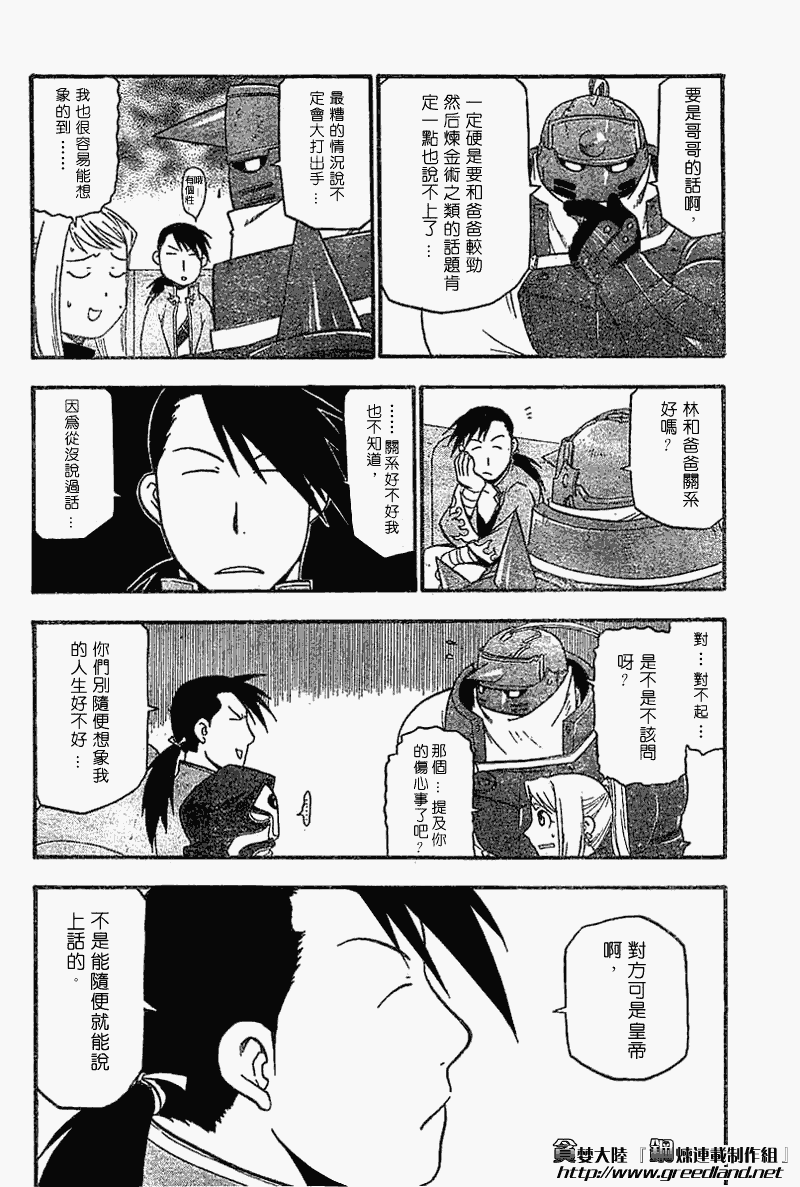 要是哥哥的話啊，
一定硬是要和爸爸較勁
然后煉金術之類的話題肯
定一點也說不上了…
最糟的情況說不
定會大打出手…
有個性
我也很容易能想
象的到……
林和爸爸關系
好嗎？
……關系好不好我
也不知道，
因爲從沒說過話…
對…對不起…
是不是不該問
呀？
那個…提及你
的傷心事了吧？
……
你們別隨便想象我
的人生好不好…
對方可是皇帝
啊，
不是能隨便就能說
上話的。
貪婪大陸『鋼煉連載制作組』
http://www.greedland.net